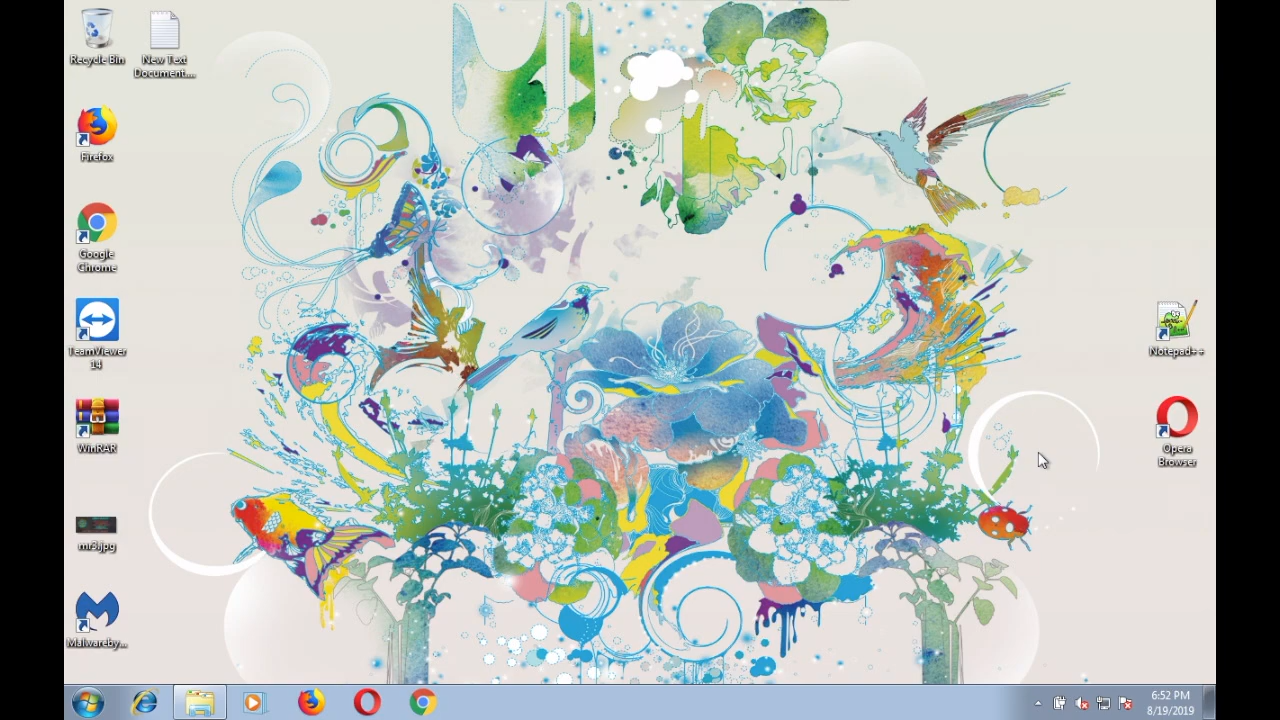 Recycle Bin
New Text
Document....
Firefox
Google
Chrome
TeamViewer
14
WinRAR
mr3.jpg
Malwareby...
Notepad++
Opera
Browser
6:52 PM
8/19/2019